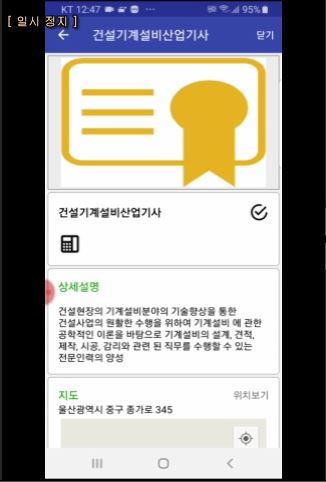 KT 12:47 ··· 95%
[ 일시 정지 ]
건설기계설비산업기사 닫기
건설기계설비산업기사
상세설명
건설현장의 기계설비분야의 기술향상을 통한
건설사업의 원활한 수행을 위하여 기계설비 에 관한
공학적인 이론을 바탕으로 기계설비의 설계, 견적,
제작, 시공, 감리와 관련 된 직무를 수행할 수 있는
전문인력의 양성
지도 위치보기
울산광역시 중구 종가로 345